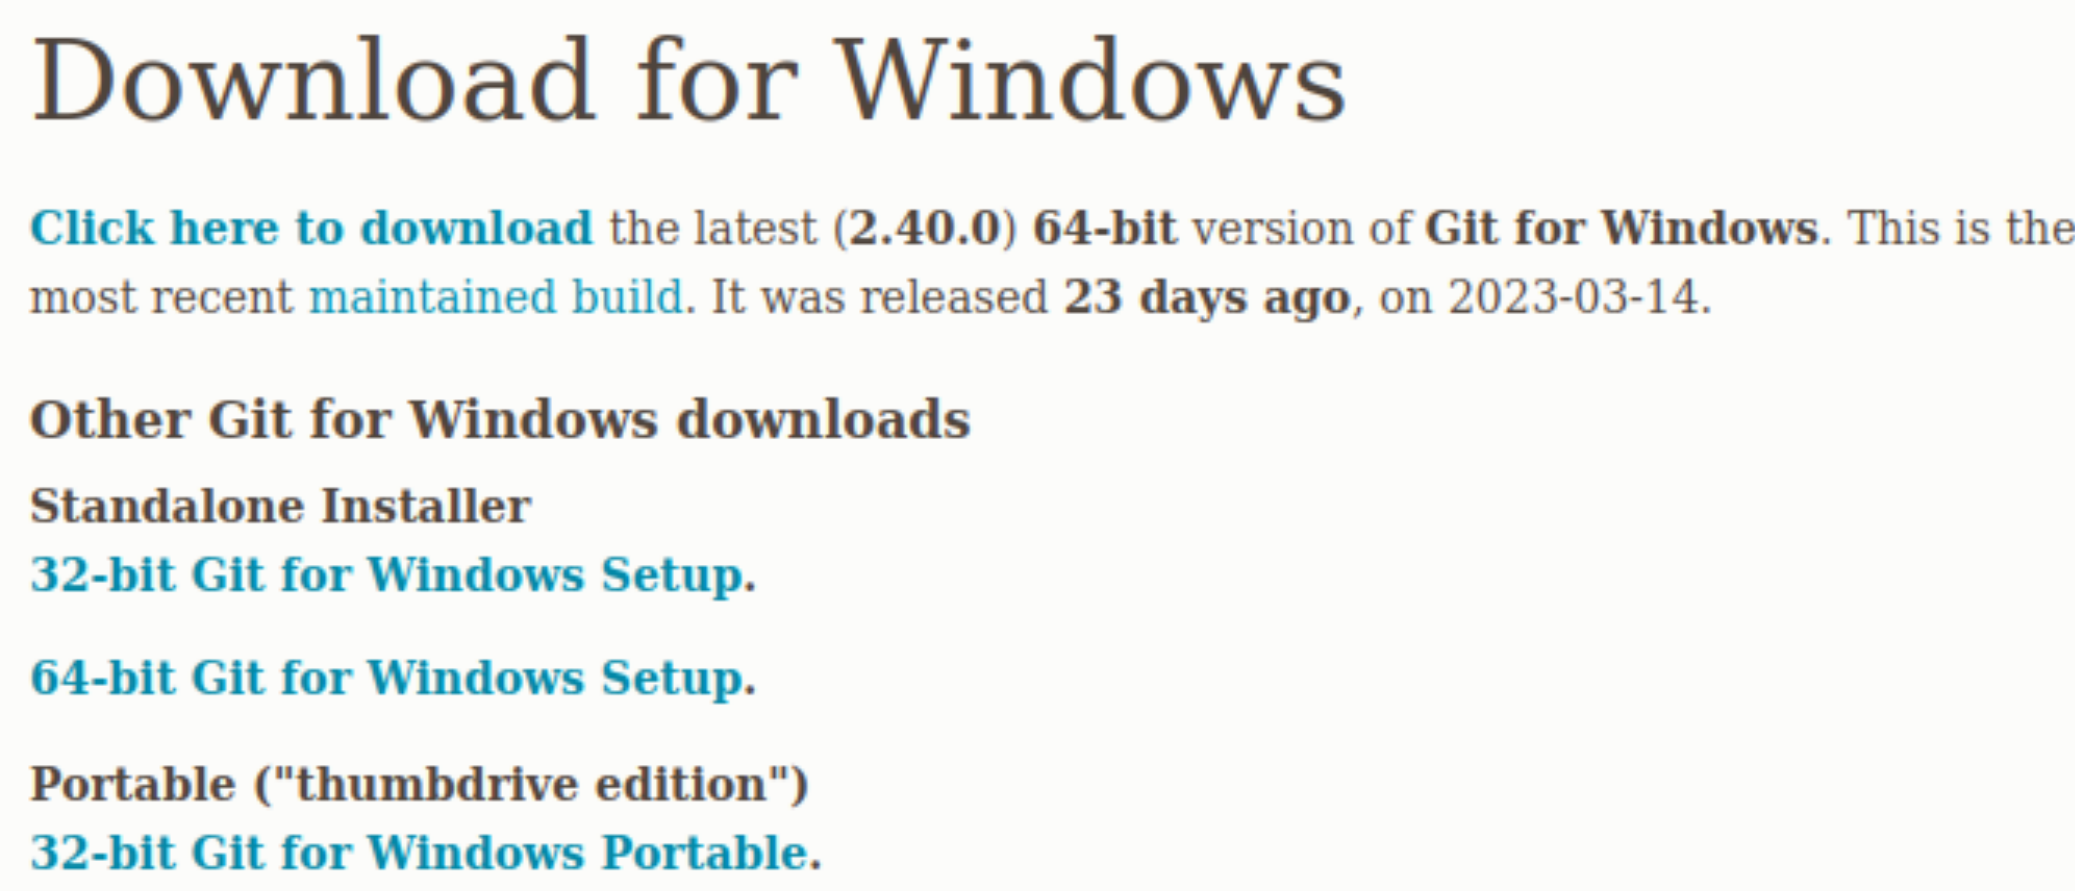 Download for Windows
Click here to download the latest (2.40.0) 64-bit version of Git for Windows. This is the
most recent maintained build. It was released 23 days ago, on 2023-03-14.
Other Git for Windows downloads
Standalone Installer
32-bit Git for Windows Setup.
64-bit Git for Windows Setup.
Portable ("thumbdrive edition")
32-bit Git for Windows Portable.